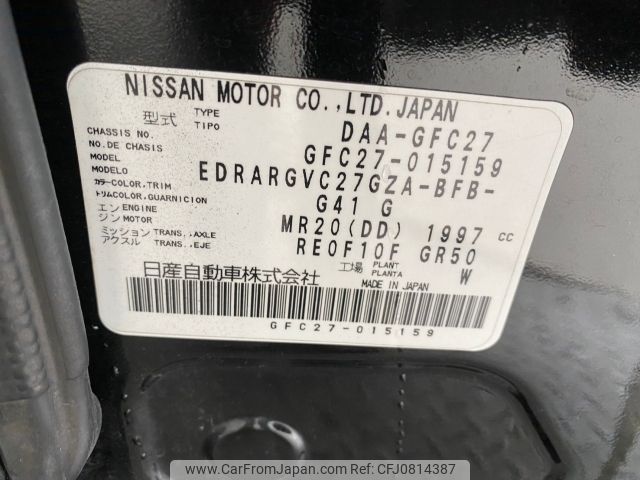 NISSAN MOTOR CO.,LTD.JAPAN
型式 TYPE TIPO DAA-GFC27
CHASSIS NO. NO.DE CHASIS GFC27-015159
MODEL MODELO EDRARGVC27GZA-BFB-
カラー COLOR,TRIM トリム COLOR,GUARNICION G41 G
エンジン ENGINE MOTOR MR20(DD) 1997 cc
ミッション アクスル TRANS.,AXLE TRANS.,EJE RE0F10F GR50
日産自動車株式会社 工場 PLANT PLANTA W
MADE IN JAPAN
GFC27-015159
CAR FROM JAPAN www.carfromjapan.com ID: CFJ0814387